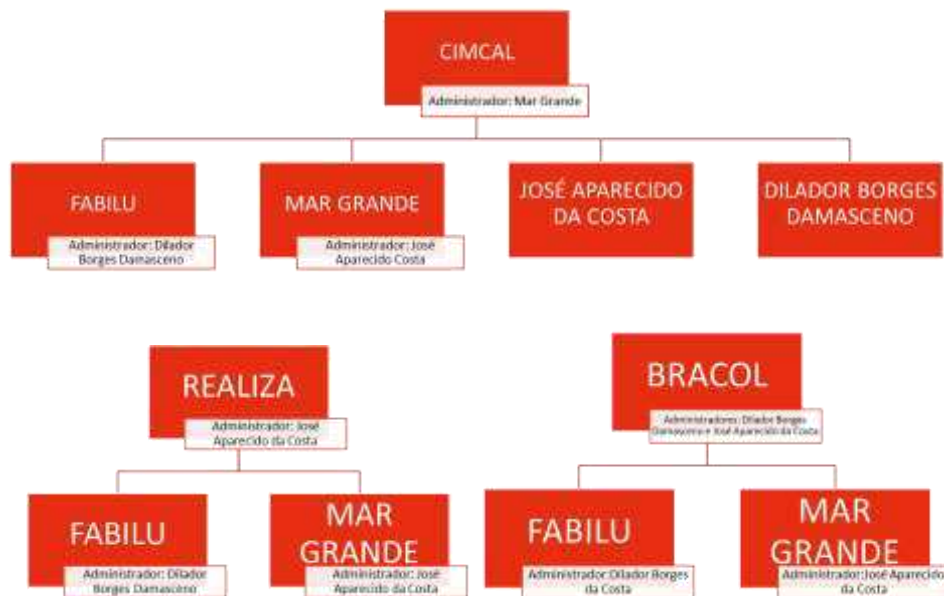 CIMCAL
Administrador: Mar Grande
FABILU
Administrador: Dilador
Borges Damasceno
MAR GRANDE
Administrador: José
Aparecido Costa
JOSÉ APARECIDO
DA COSTA
DILADOR BORGES
DAMASCENO
REALIZA
Administrador: José
Aparecido da Costa
BRACOL
Administradores: Dilador Borges
Damasceno e José Aparecido da Costa
FABILU
Administrador: Dilador
Borges Damasceno
MAR
GRANDE
Administrador: José
Aparecido da Costa
FABILU
Administrador:Dilador Borges
da Costa
MAR
GRANDE
Administrador:José Aparecido
da Costa